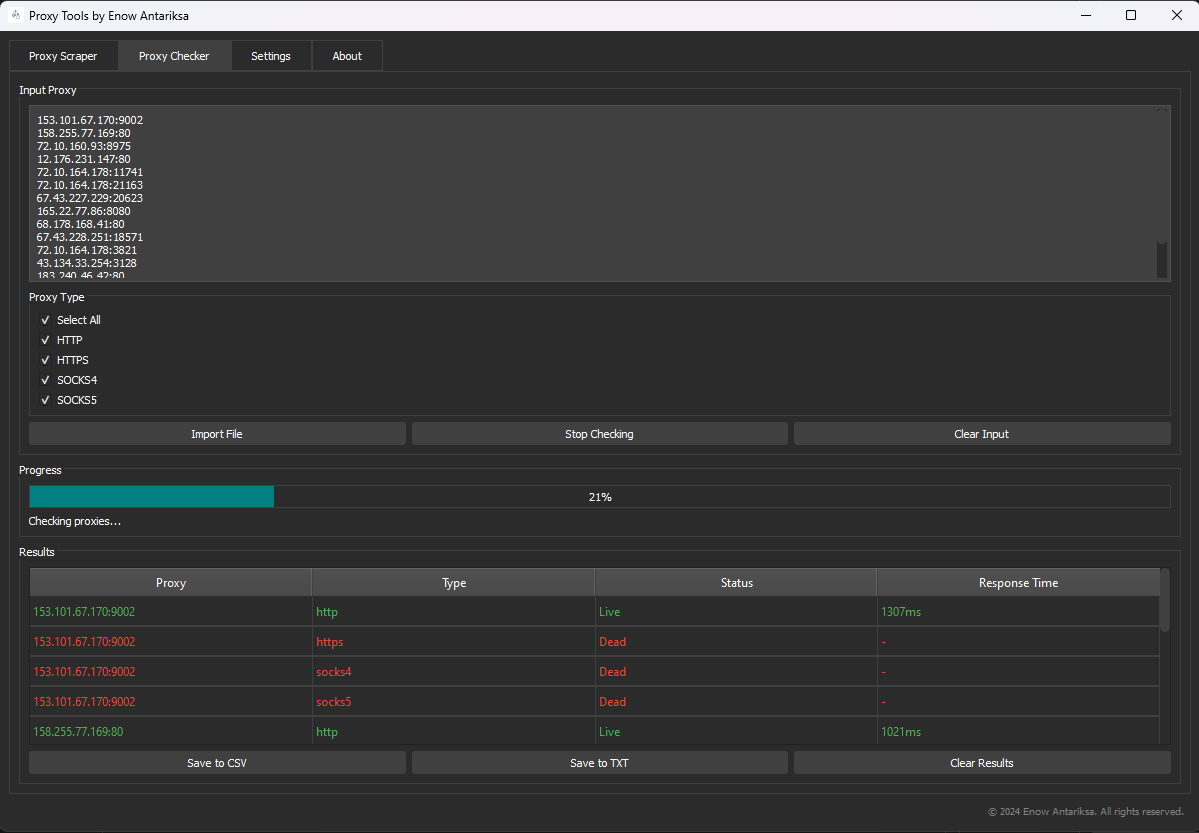 Proxy Tools by Enow Antariksa
Proxy Scraper Proxy Checker Settings About
Input Proxy
153.101.67.170:9002
158.255.77.169:80
72.10.160.93:8975
12.176.231.147:80
72.10.164.178:11741
72.10.164.178:21163
67.43.227.229:20623
165.22.77.86:8080
68.178.168.41:80
67.43.228.251:18571
72.10.164.178:3821
43.134.33.254:3128
183.240.46.42:80
Proxy Type
Select All
HTTP
HTTPS
SOCKS4
SOCKS5
Import File Stop Checking Clear Input
Progress
21%
Checking proxies...
Results
Proxy Type Status Response Time
153.101.67.170:9002 http Live 1307ms
153.101.67.170:9002 https Dead -
153.101.67.170:9002 socks4 Dead -
153.101.67.170:9002 socks5 Dead -
158.255.77.169:80 http Live 1021ms
Save to CSV Save to TXT Clear Results
© 2024 Enow Antariksa. All rights reserved.